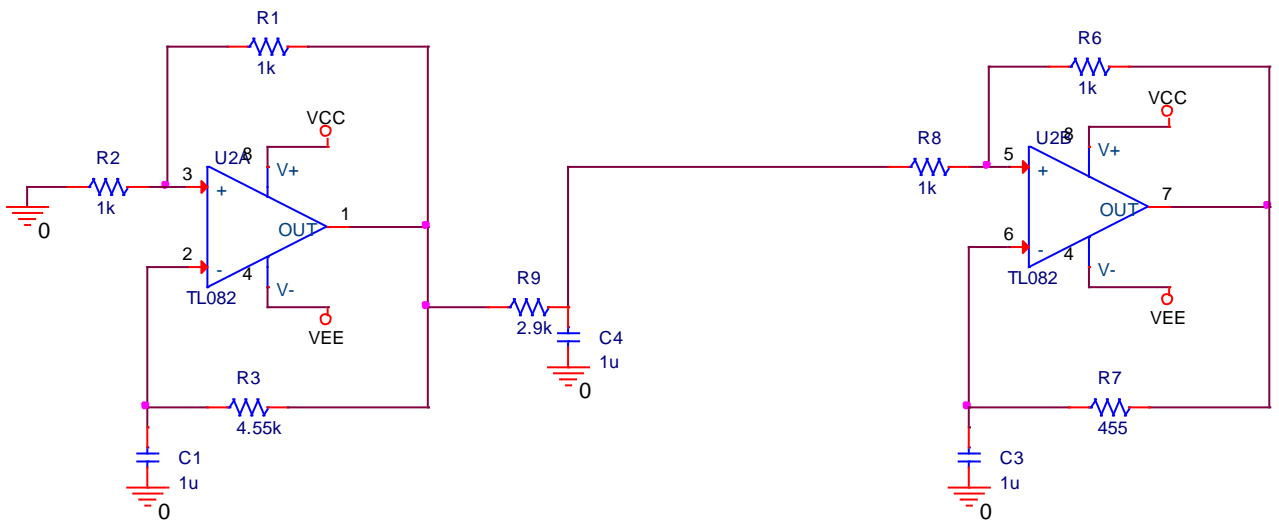 R1
1k
R6
1k
VCC
VCC
R2
1k
U2A
8
V+
3
+
OUT
1
2
-
4
V-
TL082
VEE
0
R8
1k
U2B
8
V+
5
+
OUT
7
6
-
4
V-
TL082
VEE
R9
2.9k
C4
1u
0
R3
4.55k
R7
455
C1
1u
0
C3
1u
0